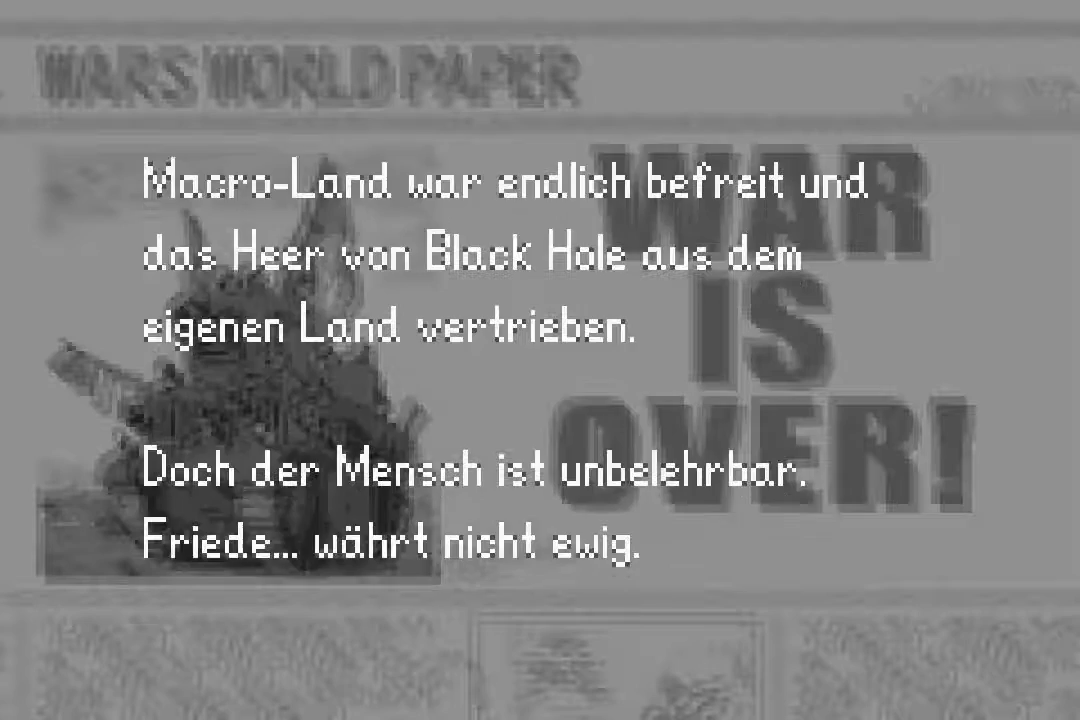 WARS WORLD PAPER
WAR
IS
OVER!
Macro-Land war endlich befreit und
das Heer von Black Hole aus dem
eigenen Land vertrieben.
Doch der Mensch ist unbelehrbar.
Friede... währt nicht ewig.